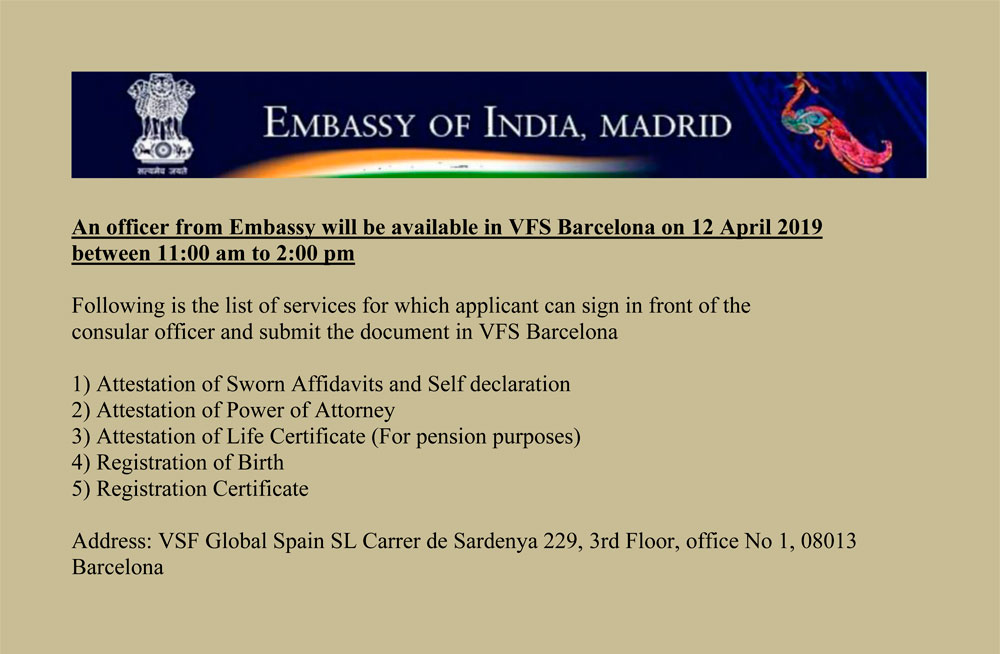 सत्यमेव जयते
EMBASSY OF INDIA, MADRID
An officer from Embassy will be available in VFS Barcelona on 12 April 2019
between 11:00 am to 2:00 pm
Following is the list of services for which applicant can sign in front of the
consular officer and submit the document in VFS Barcelona
1) Attestation of Sworn Affidavits and Self declaration
2) Attestation of Power of Attorney
3) Attestation of Life Certificate (For pension purposes)
4) Registration of Birth
5) Registration Certificate
Address: VSF Global Spain SL Carrer de Sardenya 229, 3rd Floor, office No 1, 08013
Barcelona